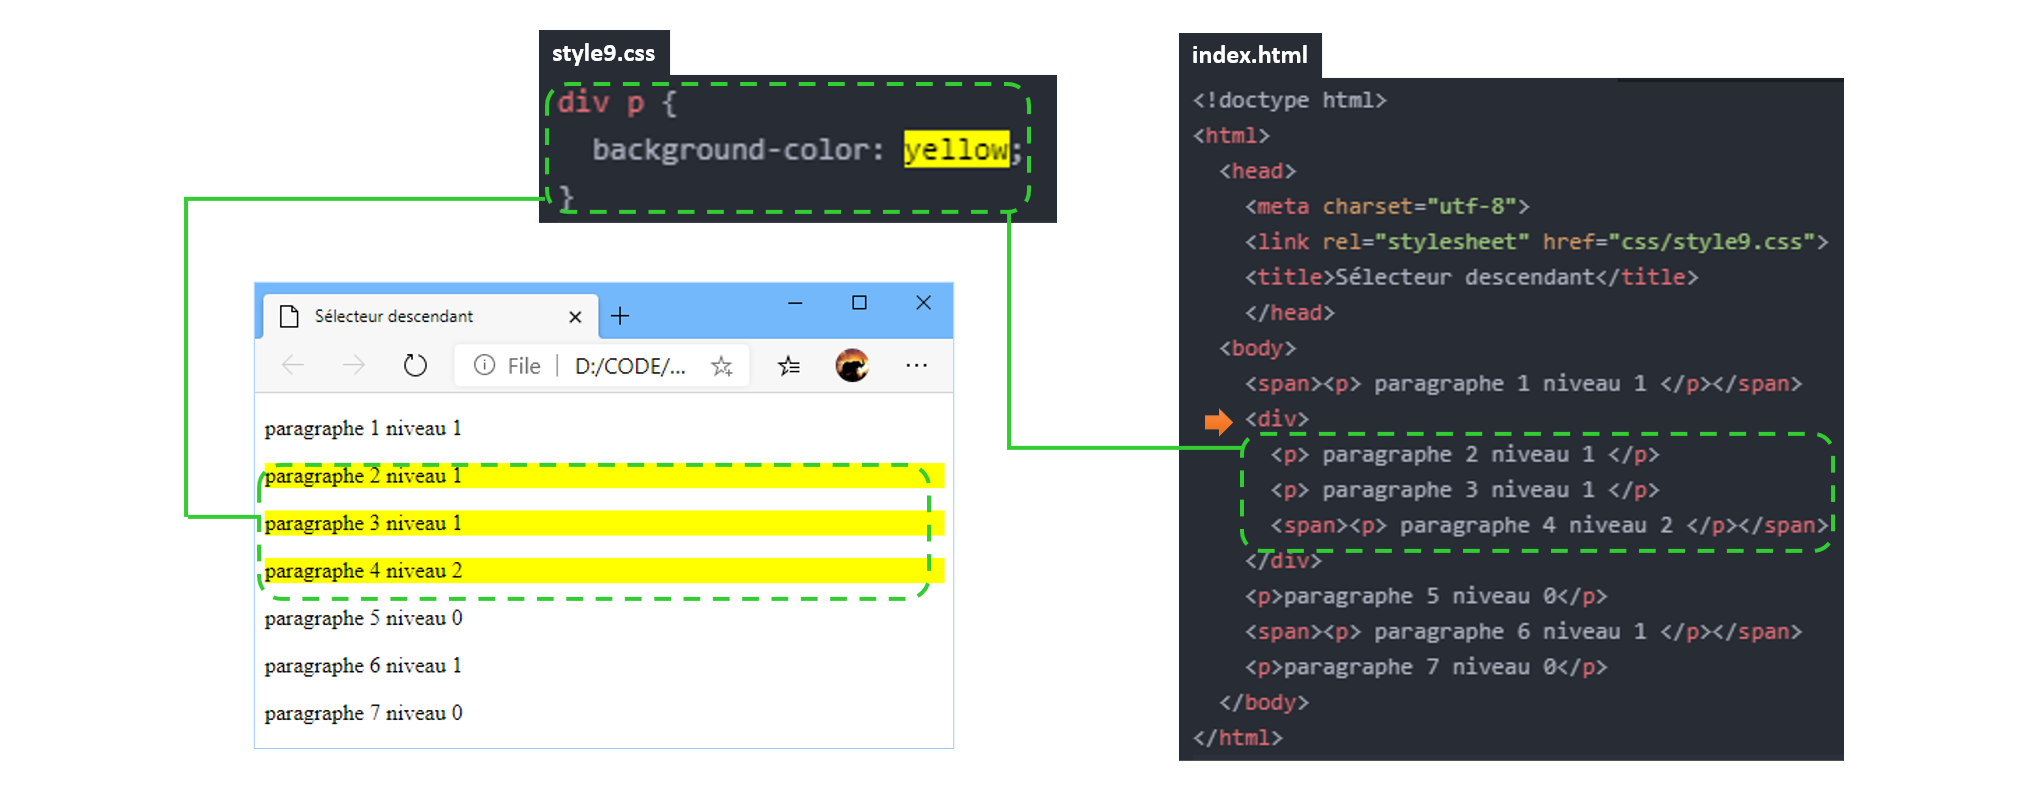 style9.css
div p {
background-color: yellow;
}
Sélecteur descendant
File
D:/CODE/...
paragraphe 1 niveau 1
paragraphe 2 niveau 1
paragraphe 3 niveau 1
paragraphe 4 niveau 2
paragraphe 5 niveau 0
paragraphe 6 niveau 1
paragraphe 7 niveau 0
index.html
<!doctype html>
<html>
<head>
<meta charset="utf-8">
<link rel="stylesheet" href="css/style9.css">
<title>Sélecteur descendant</title>
</head>
<body>
<span><p> paragraphe 1 niveau 1 </p></span>
<div>
<p> paragraphe 2 niveau 1 </p>
<p> paragraphe 3 niveau 1 </p>
<span><p> paragraphe 4 niveau 2 </p></span>
</div>
<p>paragraphe 5 niveau 0</p>
<span><p> paragraphe 6 niveau 1 </p></span>
<p>paragraphe 7 niveau 0</p>
</body>
</html>